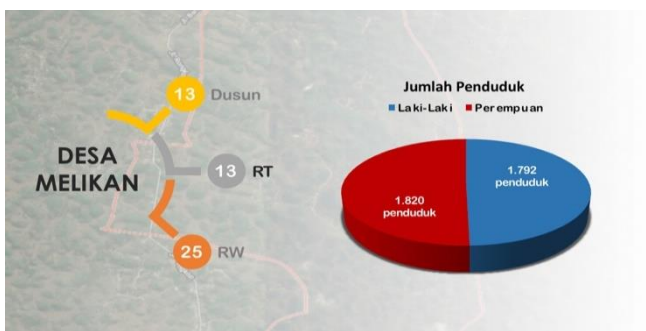 13 Dusun
DESA
MELIKAN
13 RT
25 RW
Jumlah Penduduk
Laki-Laki Perempuan
1.792
penduduk
1.820
penduduk